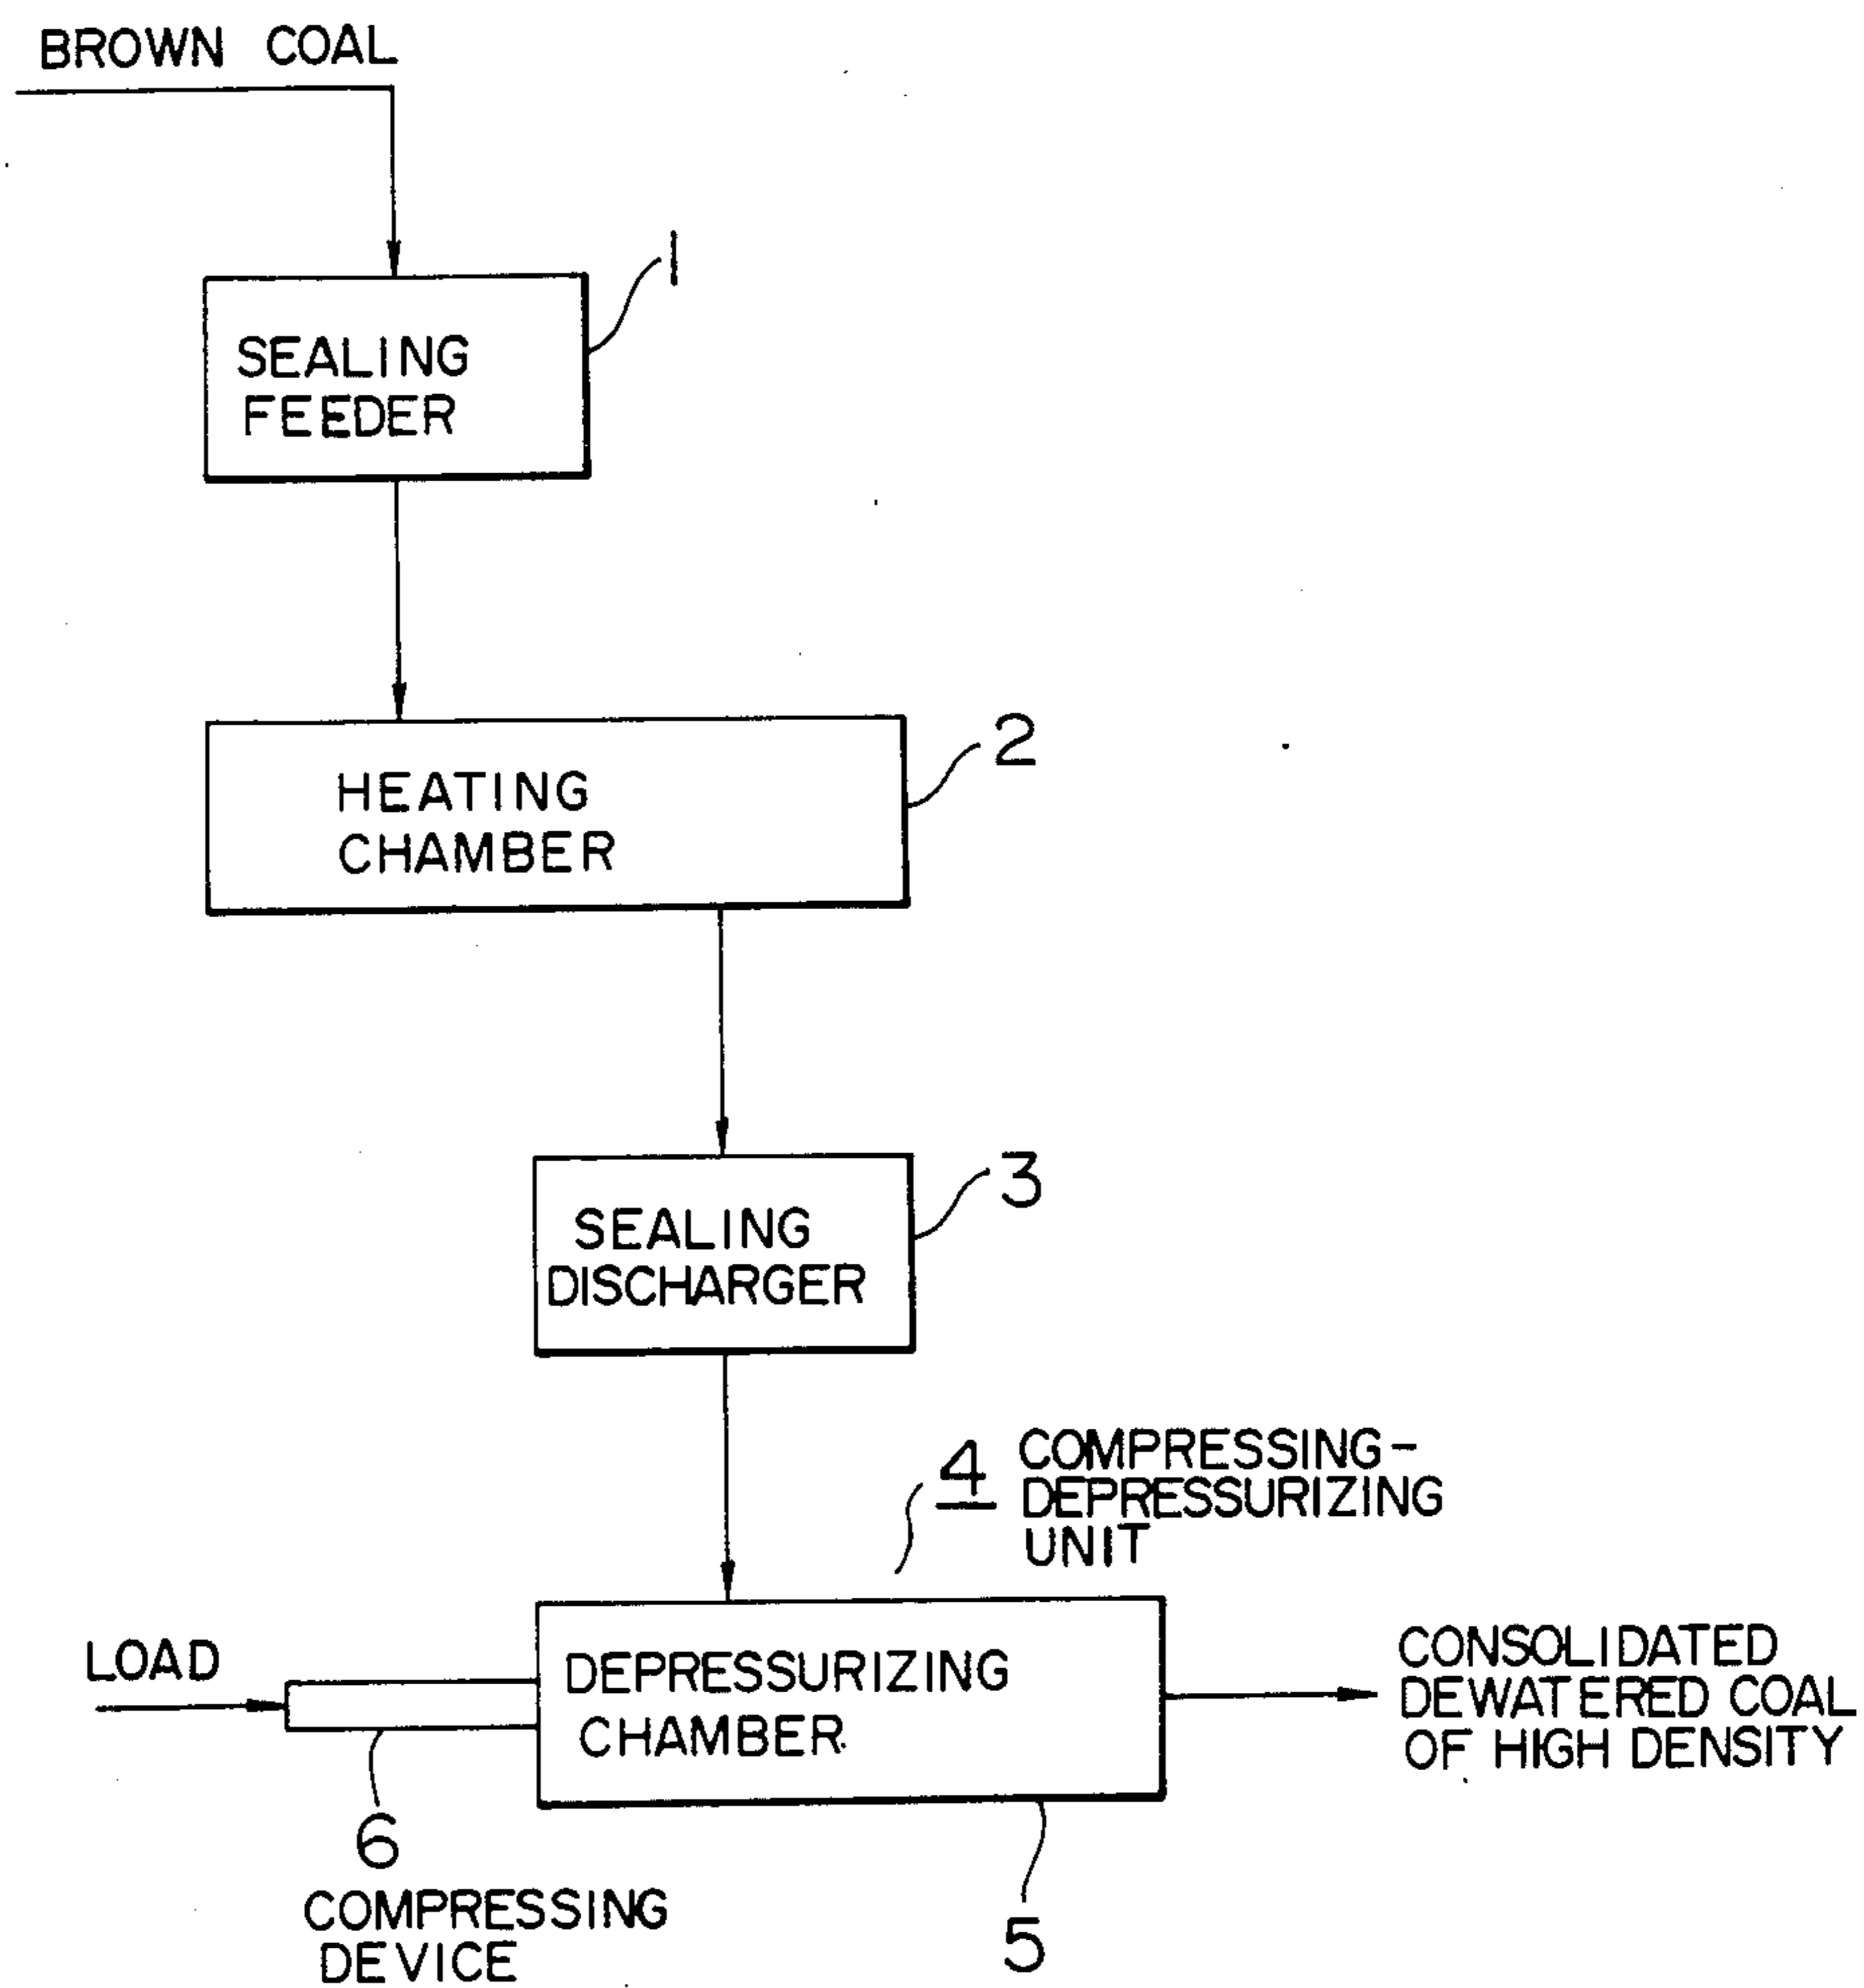 BROWN COAL
1
SEALING
FEEDER
2
HEATING
CHAMBER
3
SEALING
DISCHARGER
4
COMPRESSING-
DEPRESSURIZING
UNIT
LOAD
DEPRESSURIZING
CHAMBER
CONSOLIDATED
DEWATERED COAL
OF HIGH DENSITY
6
COMPRESSING
DEVICE
5